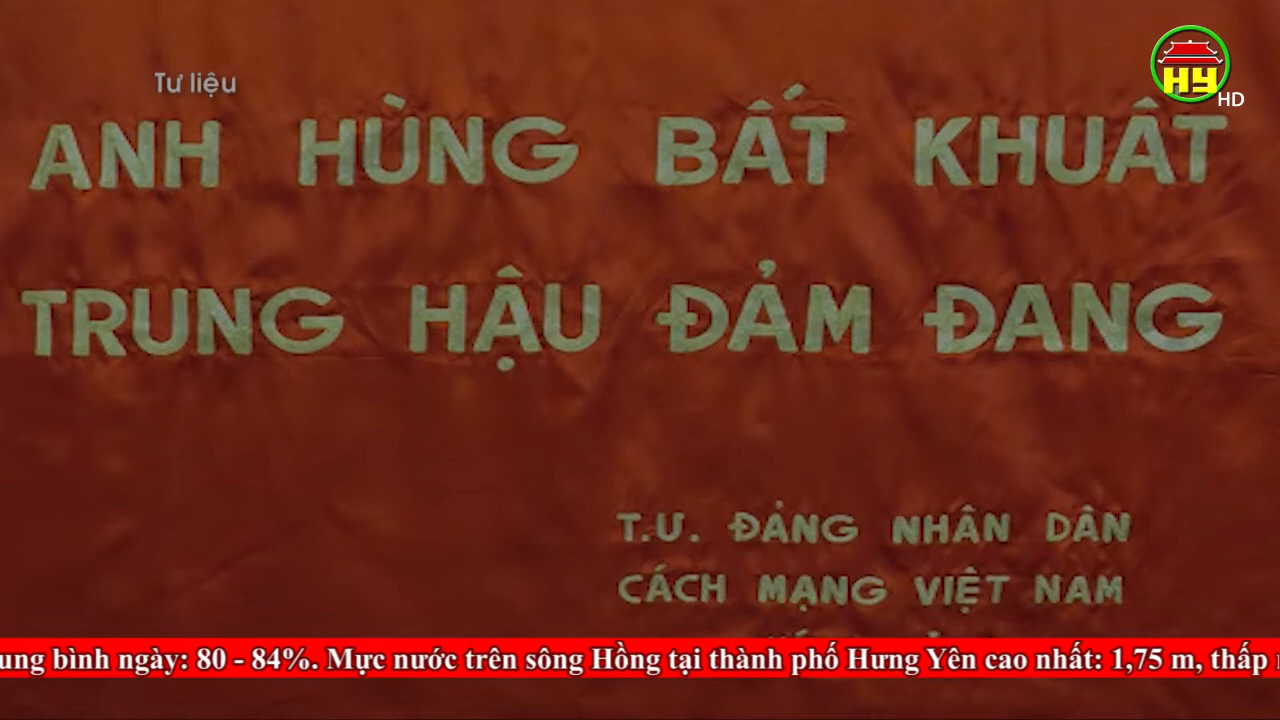 Tư liệu
HY
HD
ANH HÙNG BẤT KHUẤT
TRUNG HẬU ĐẢM ĐANG
T.Ư. ĐẢNG NHÂN DÂN
CÁCH MẠNG VIỆT NAM
ung bình ngày: 80 - 84%. Mực nước trên sông Hồng tại thành phố Hưng Yên cao nhất: 1,75 m, thấp